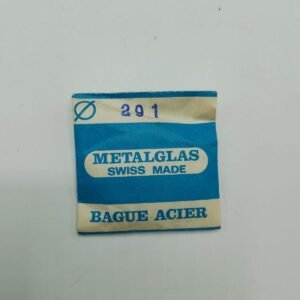 Ø 291
METALGLAS
SWISS MADE
BAGUE ACIER